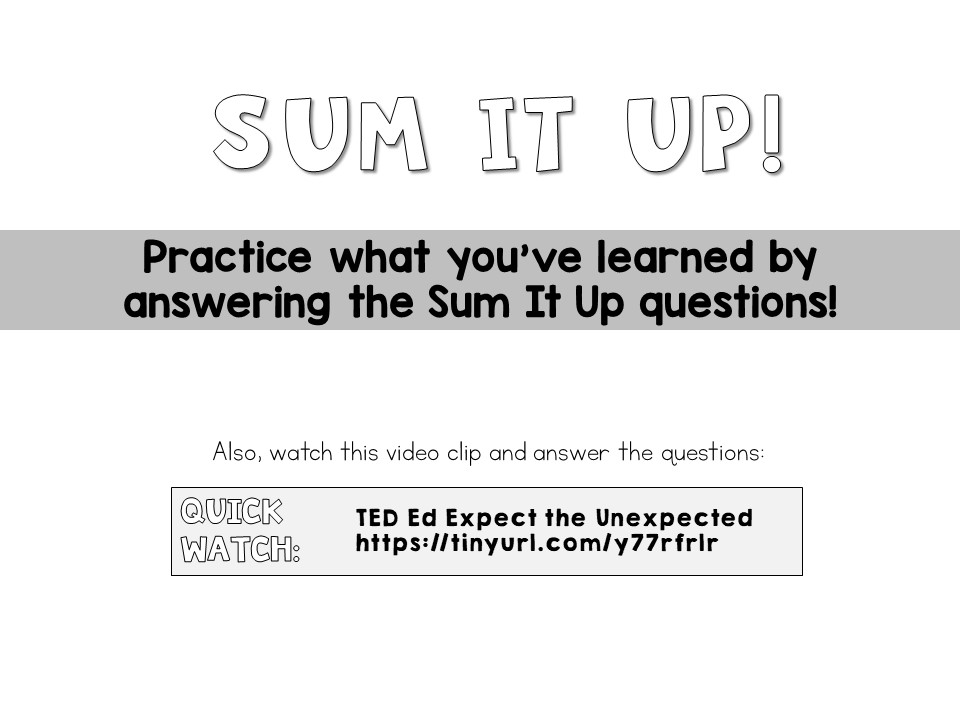 SUM IT UP!
Practice what you've learned by
answering the Sum It Up questions!
Also, watch this video clip and answer the questions:
QUICK
WATCH:
TED Ed Expect the Unexpected
https://tinyurl.com/y77rfrlr